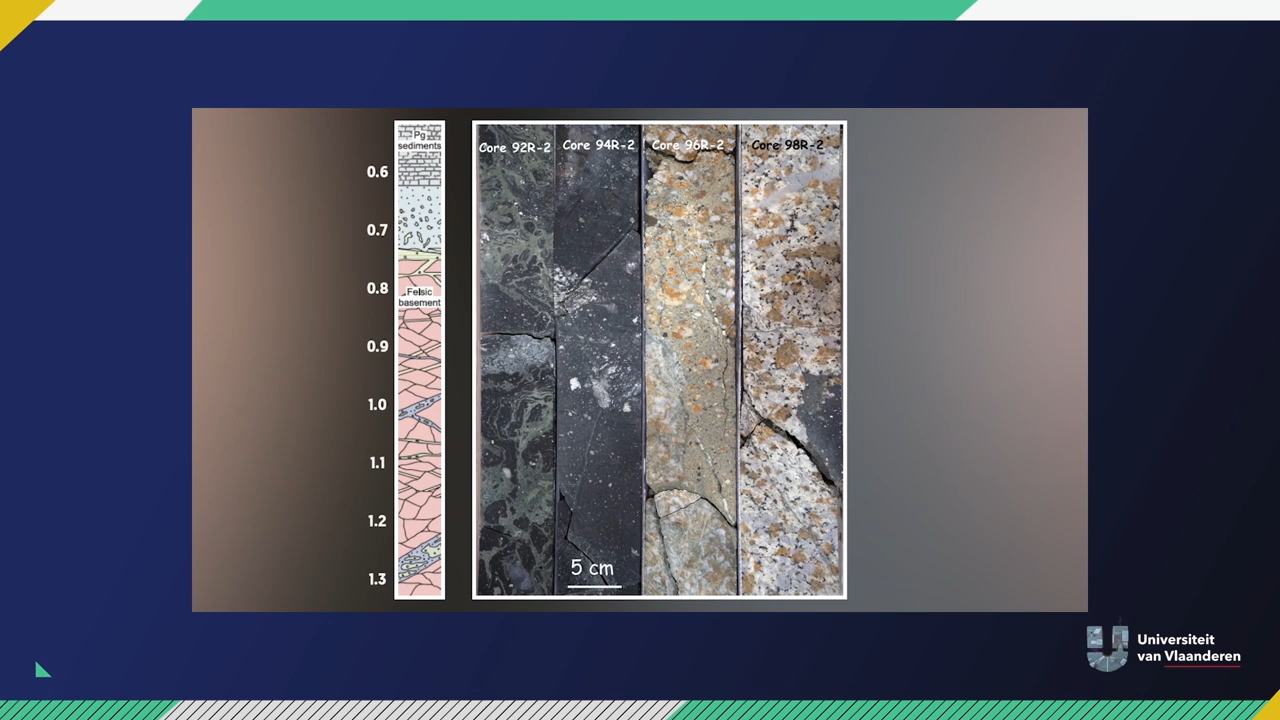 Pg
sediments
0.6
0.7
0.8
Felsic
basement
0.9
1.0
1.1
1.2
1.3
Core 92R-2
Core 94R-2
Core 96R-2
Core 98R-2
5 cm
Universiteit
van Vlaanderen